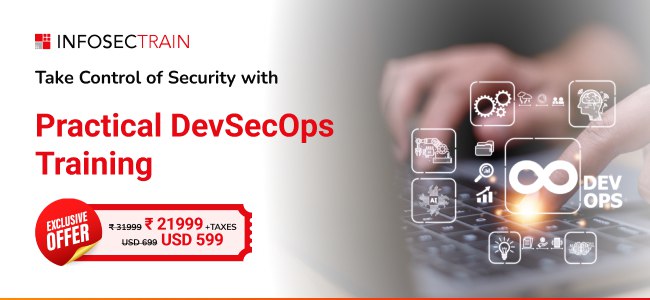 INFOSECTRAIN
Take Control of Security with
Practical DevSecOps
Training
EXCLUSIVE
OFFER
₹ 31999 ₹ 21999 +TAXES
USD 699 USD 599
AI
DEV
OPS